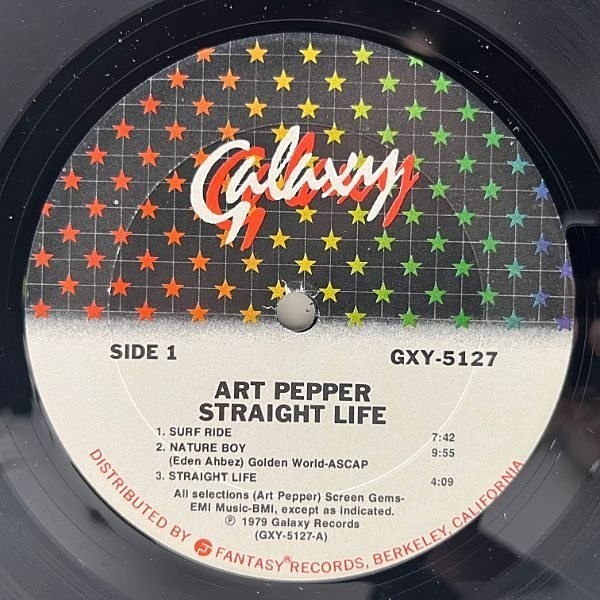 Galaxy
SIDE 1
GXY-5127
ART PEPPER
STRAIGHT LIFE
1. SURF RIDE 7:42
2. NATURE BOY 9:55
(Eden Ahbez) Golden World-ASCAP
3. STRAIGHT LIFE 4:09
All selections (Art Pepper) Screen Gems-
EMI Music-BMI, except as indicated.
℗ 1979 Galaxy Records
(GXY-5127-A)
DISTRIBUTED BY F FANTASY® RECORDS, BERKELEY, CALIFORNIA